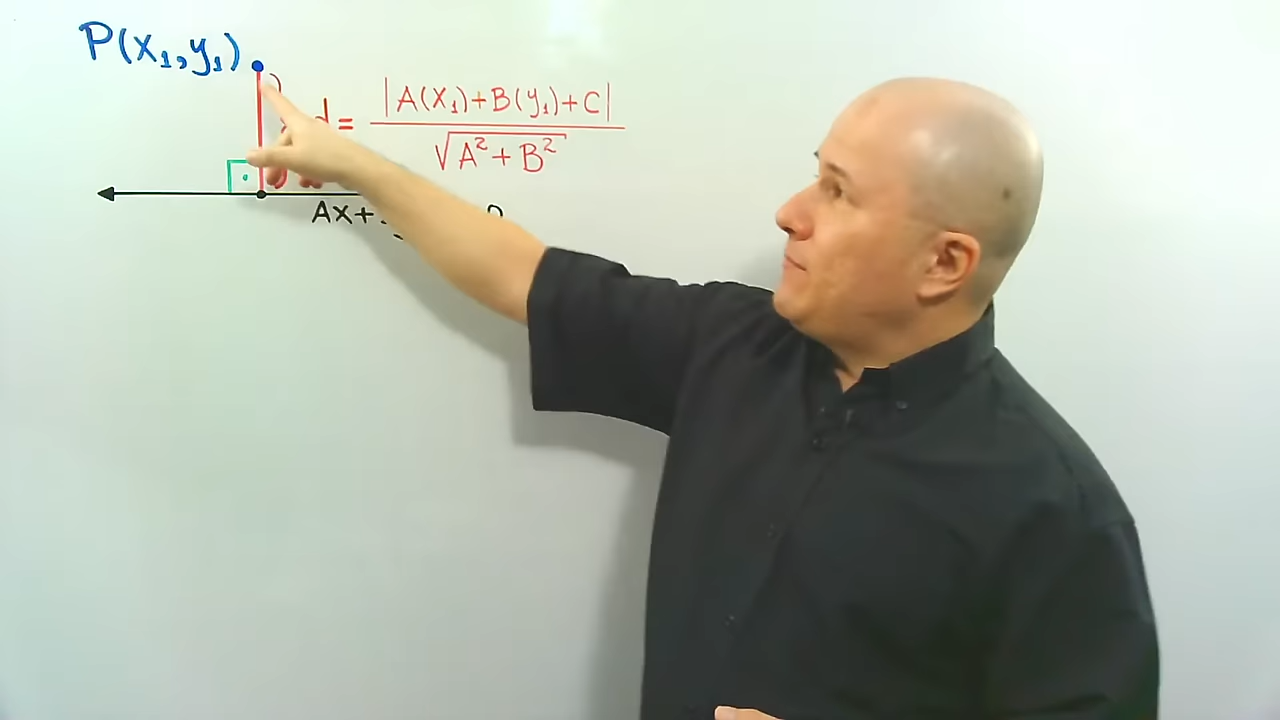 P(x₁,y₁)
d = |A(x₁)+B(y₁)+C| / √(A²+B²)
Ax+